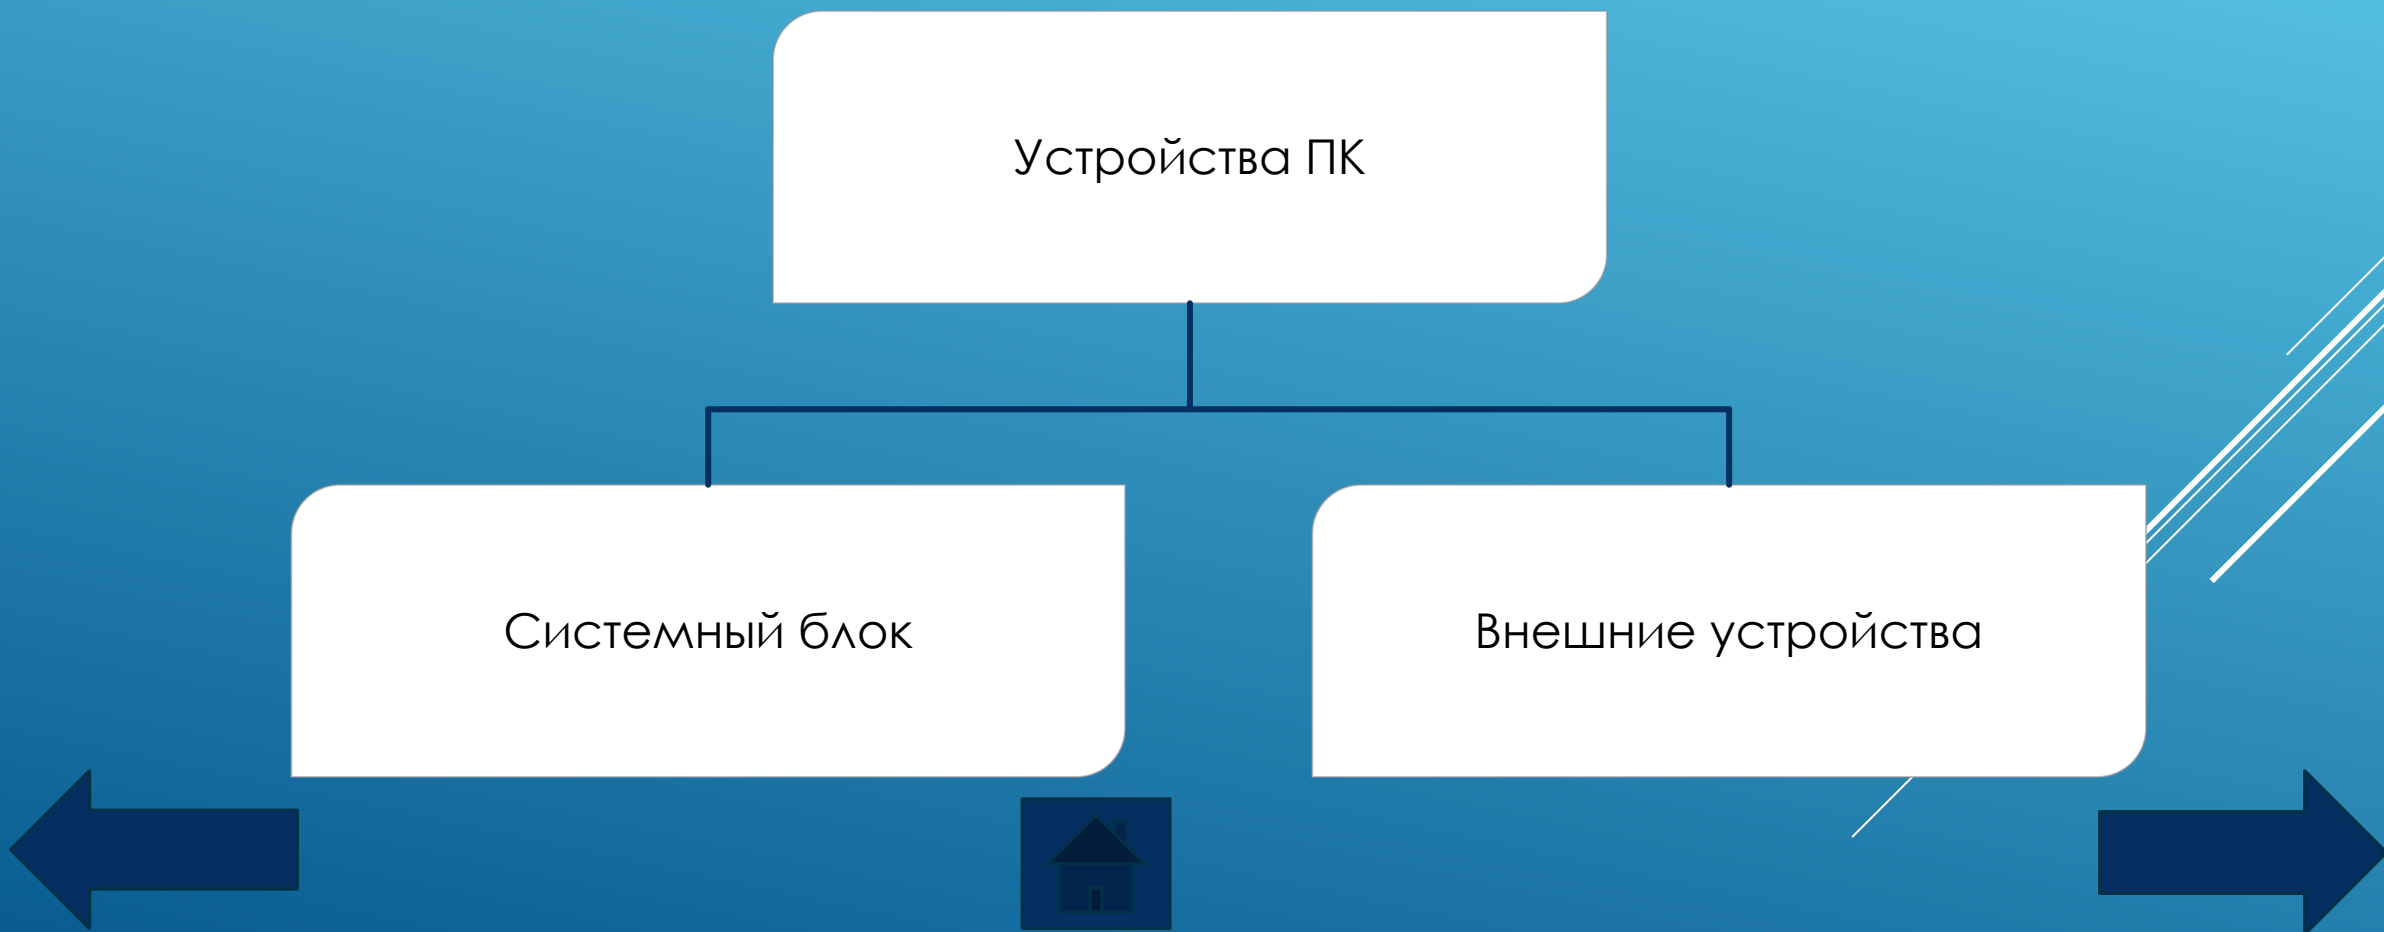 Устройства ПК
Системный блок
Внешние устройства